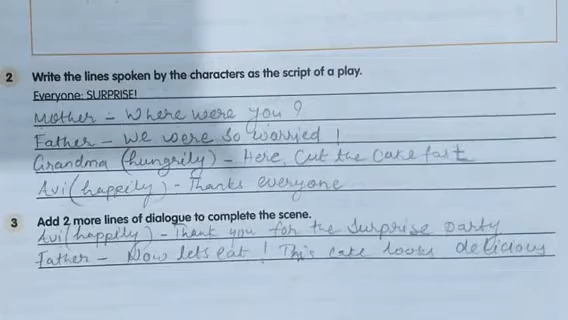 2 Write the lines spoken by the characters as the script of a play.
Everyone: SURPRISE!
Mother - Where were you ?
Father - We were so worried !
Grandma (hungrily) - Here, Cut the cake fast
Avi (happily) - Thanks everyone
3 Add 2 more lines of dialogue to complete the scene.
Avi (happily) - Thank you for the surprise party
Father - Now lets eat ! This cake looks delicious